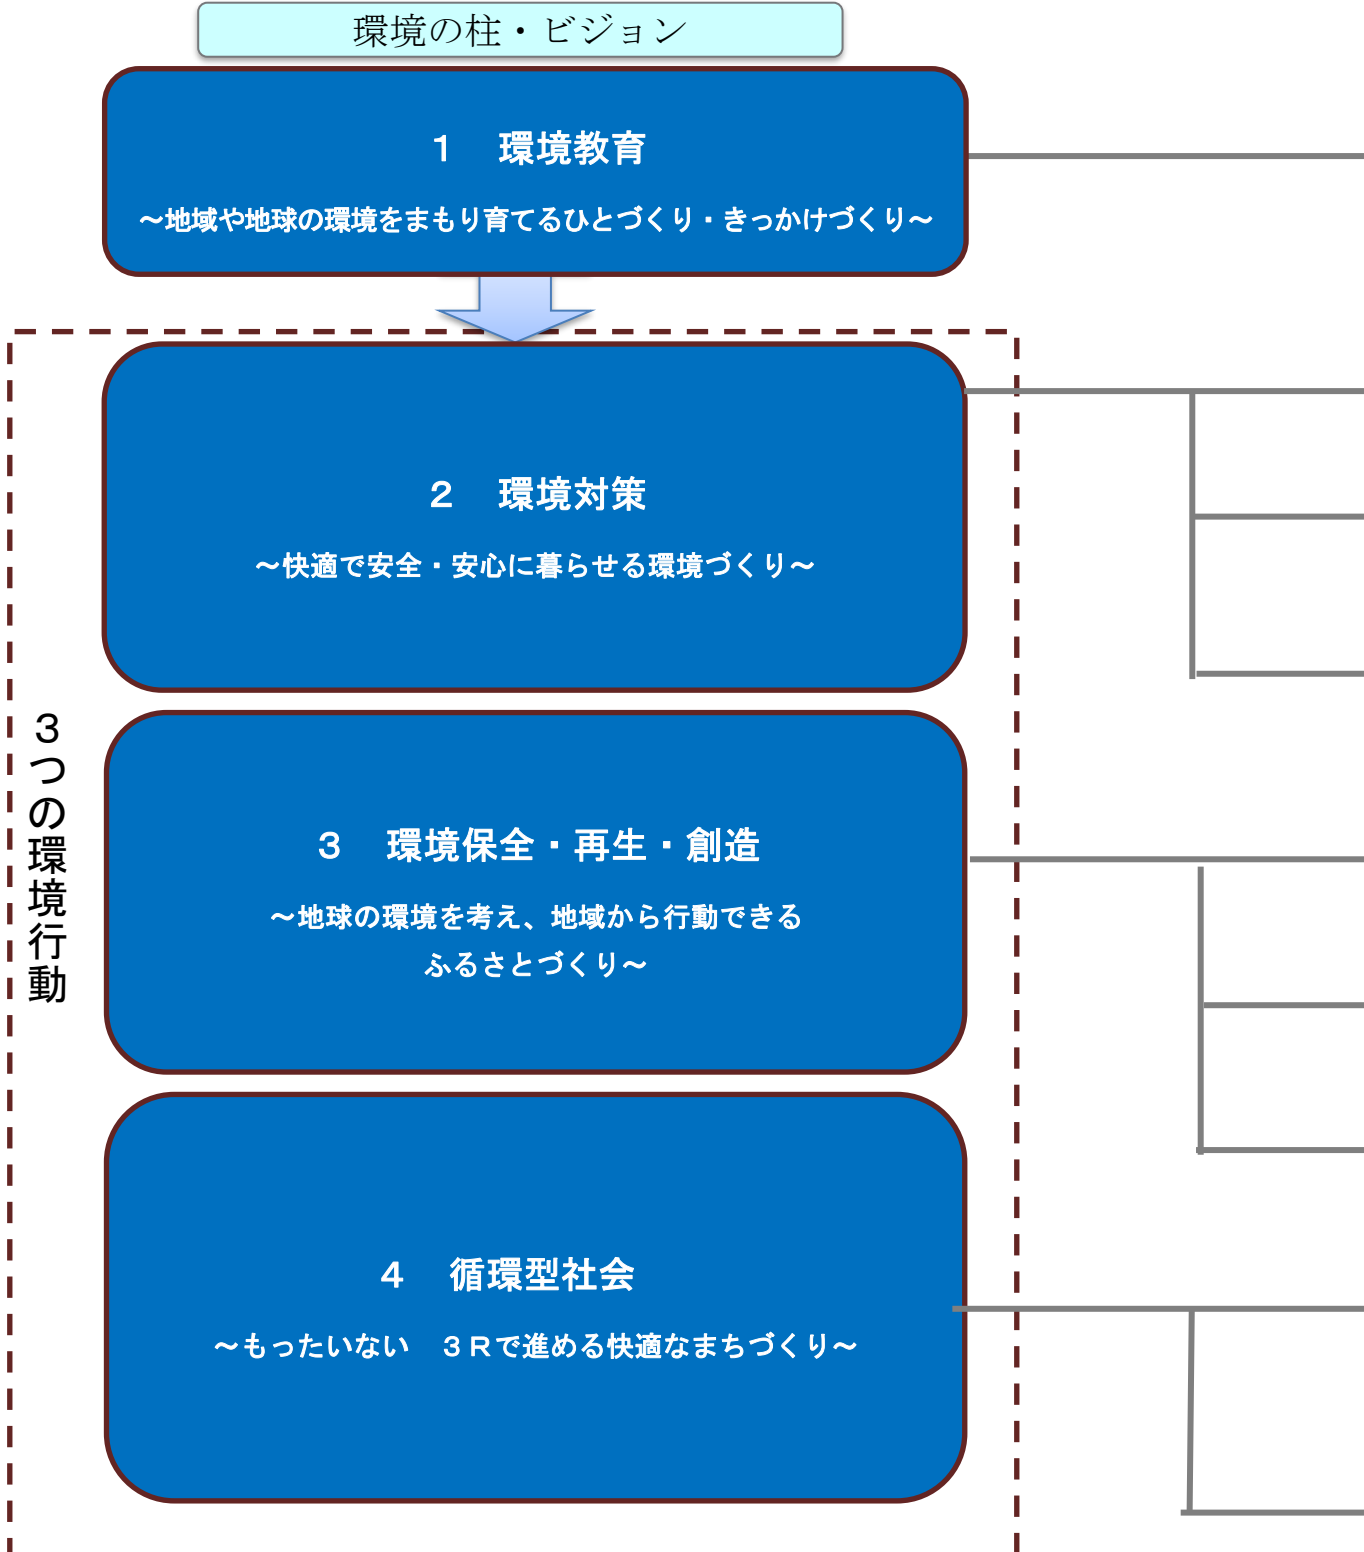 環境の柱・ビジョン
１　環境教育
～地域や地球の環境をまもり育てるひとづくり・きっかけづくり～
２　環境対策
～快適で安全・安心に暮らせる環境づくり～
３つの環境行動
３　環境保全・再生・創造
～地球の環境を考え、地域から行動できる
ふるさとづくり～
４　循環型社会
～もったいない　３Ｒで進める快適なまちづくり～